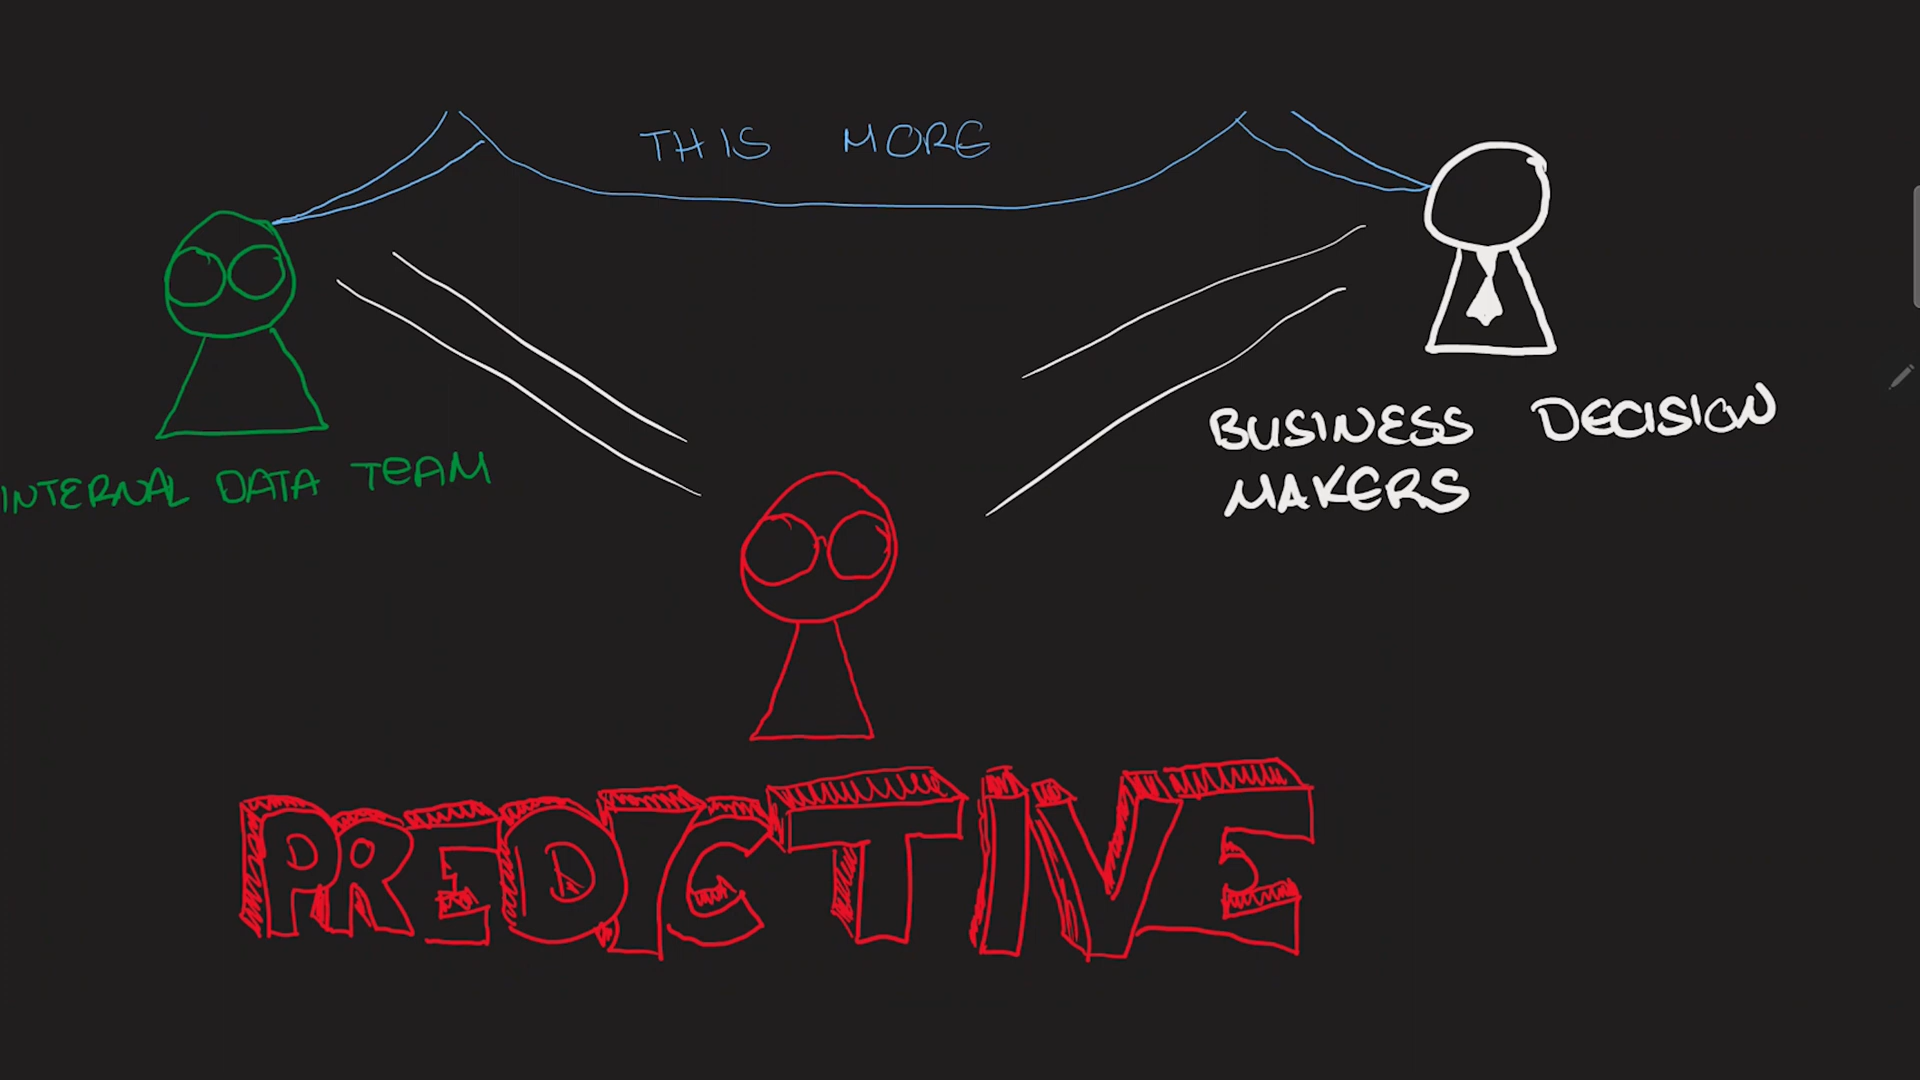 THIS MORE
INTERNAL DATA TEAM
BUSINESS DECISION
MAKERS
PREDICTIVE